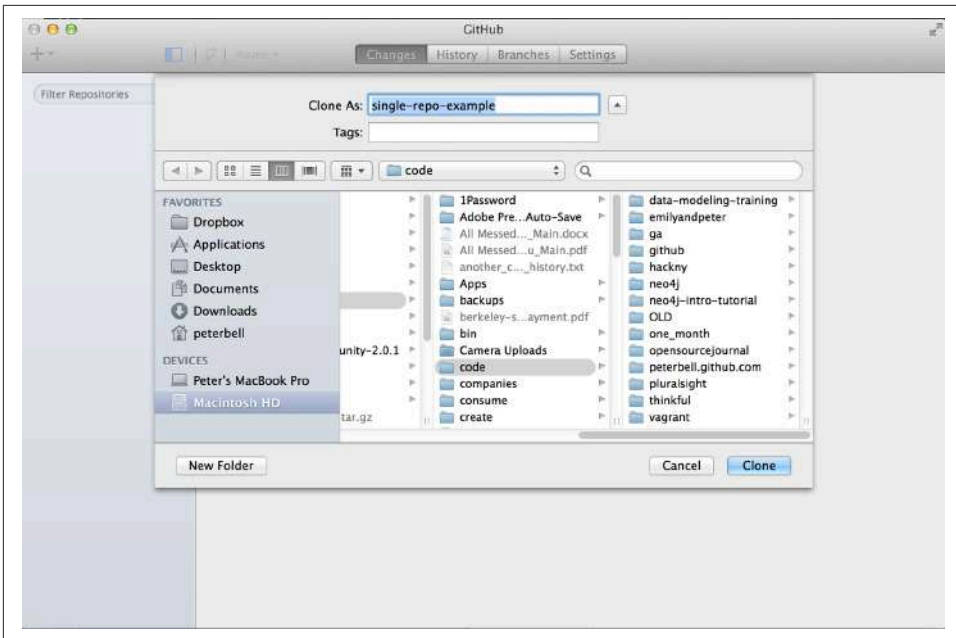 GitHub
Changes History Branches Settings
Filter Repositories
Clone As: single-repo-example
Tags:
code
FAVORITES
Dropbox
Applications
Desktop
Documents
Downloads
peterbell
DEVICES
Peter's MacBook Pro
Macintosh HD
unity-2.0.1
tar.gz
1Password
Adobe Pre...Auto-Save
All Messed..._Main.docx
All Messed...u_Main.pdf
another_c..._history.txt
Apps
backups
berkeley-s...ayment.pdf
bin
Camera Uploads
code
companies
consume
create
data-modeling-training
emilyandpeter
ga
github
hackny
neo4j
neo4j-intro-tutorial
OLD
one_month
opensourcejournal
peterbell.github.com
pluralsight
thinkful
vagrant
New Folder
Cancel Clone